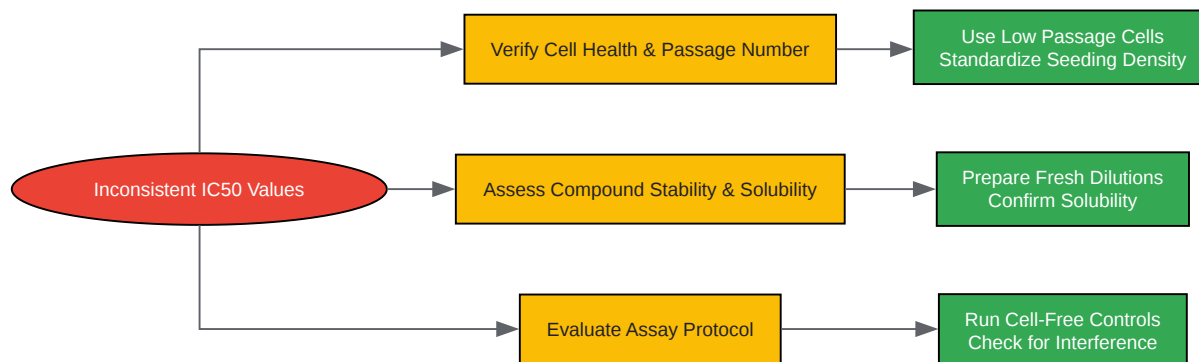 Verify Cell Health & Passage Number
Use Low Passage Cells
Standardize Seeding Density
Inconsistent IC50 Values
Assess Compound Stability & Solubility
Prepare Fresh Dilutions
Confirm Solubility
Evaluate Assay Protocol
Run Cell-Free Controls
Check for Interference